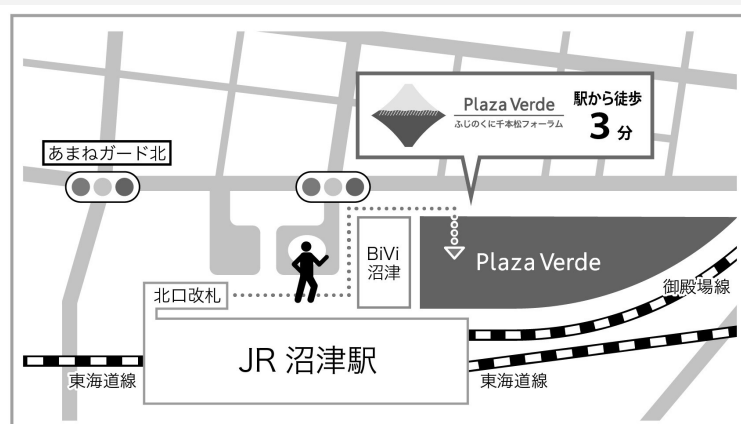 Plaza Verde
ふじのくに千本松フォーラム
駅から徒歩
3分
あまねガード北
BiVi
沼津
Plaza Verde
御殿場線
北口改札
JR 沼津駅
東海道線
東海道線